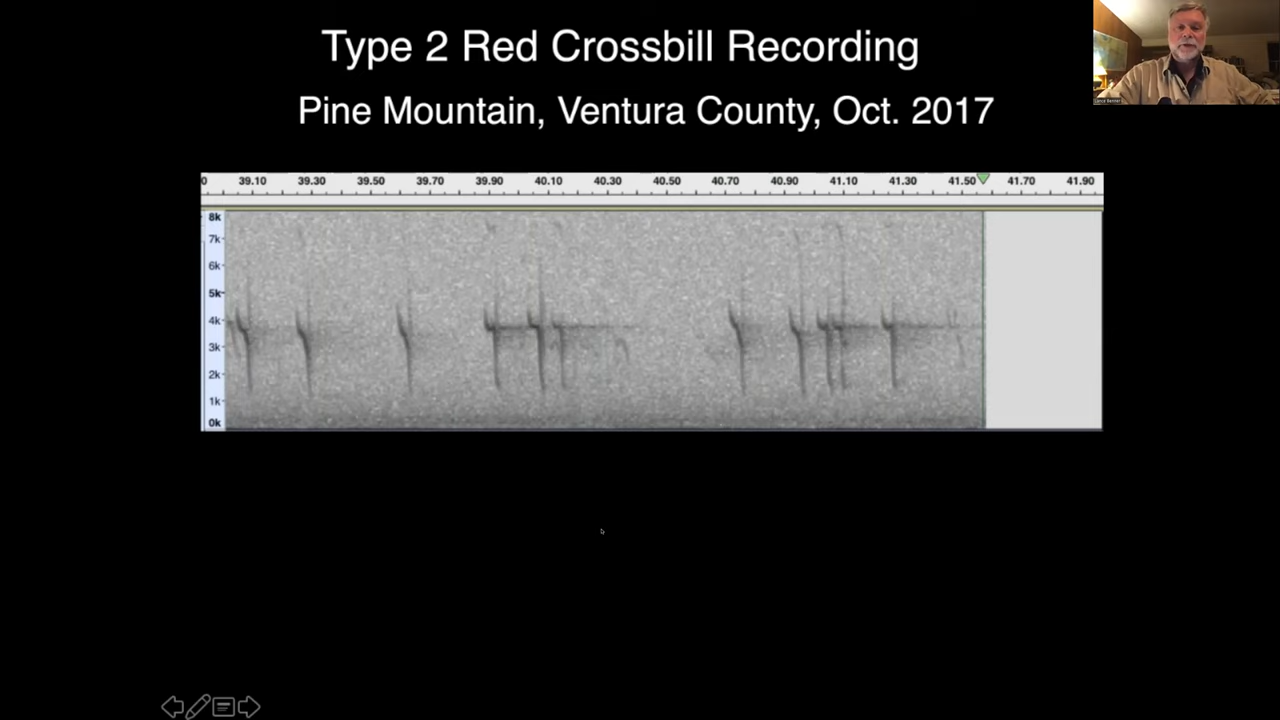 Type 2 Red Crossbill Recording
Pine Mountain, Ventura County, Oct. 2017
0 39.10 39.30 39.50 39.70 39.90 40.10 40.30 40.50 40.70 40.90 41.10 41.30 41.50 41.70 41.90
8k
7k
6k
5k
4k
3k
2k
1k
0k